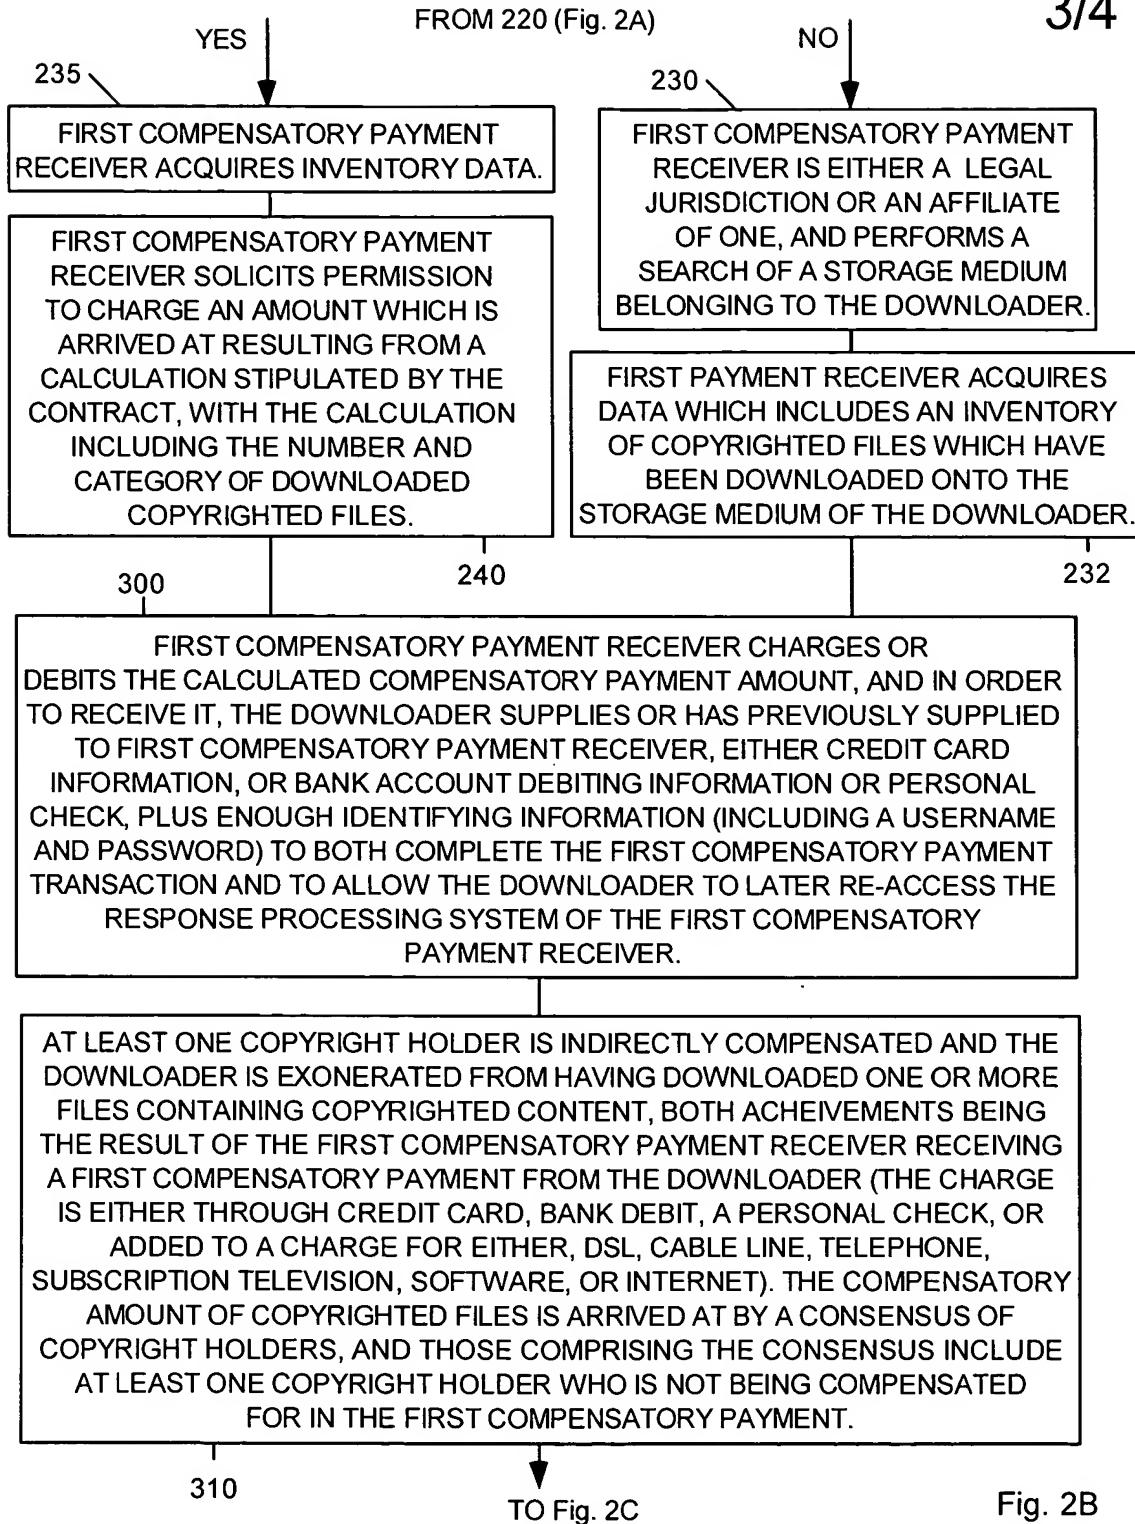 3/4
FROM 220 (Fig. 2A)
YES
NO
235
230
FIRST COMPENSATORY PAYMENT
RECEIVER ACQUIRES INVENTORY DATA.
FIRST COMPENSATORY PAYMENT
RECEIVER IS EITHER A LEGAL
JURISDICTION OR AN AFFILIATE
OF ONE, AND PERFORMS A
SEARCH OF A STORAGE MEDIUM
BELONGING TO THE DOWNLOADER.
FIRST COMPENSATORY PAYMENT
RECEIVER SOLICITS PERMISSION
TO CHARGE AN AMOUNT WHICH IS
ARRIVED AT RESULTING FROM A
CALCULATION STIPULATED BY THE
CONTRACT, WITH THE CALCULATION
INCLUDING THE NUMBER AND
CATEGORY OF DOWNLOADED
COPYRIGHTED FILES.
FIRST PAYMENT RECEIVER ACQUIRES
DATA WHICH INCLUDES AN INVENTORY
OF COPYRIGHTED FILES WHICH HAVE
BEEN DOWNLOADED ONTO THE
STORAGE MEDIUM OF THE DOWNLOADER.
240
232
300
FIRST COMPENSATORY PAYMENT RECEIVER CHARGES OR
DEBITS THE CALCULATED COMPENSATORY PAYMENT AMOUNT, AND IN ORDER
TO RECEIVE IT, THE DOWNLOADER SUPPLIES OR HAS PREVIOUSLY SUPPLIED
TO FIRST COMPENSATORY PAYMENT RECEIVER, EITHER CREDIT CARD
INFORMATION, OR BANK ACCOUNT DEBITING INFORMATION OR PERSONAL
CHECK, PLUS ENOUGH IDENTIFYING INFORMATION (INCLUDING A USERNAME
AND PASSWORD) TO BOTH COMPLETE THE FIRST COMPENSATORY PAYMENT
TRANSACTION AND TO ALLOW THE DOWNLOADER TO LATER RE-ACCESS THE
RESPONSE PROCESSING SYSTEM OF THE FIRST COMPENSATORY
PAYMENT RECEIVER.
AT LEAST ONE COPYRIGHT HOLDER IS INDIRECTLY COMPENSATED AND THE
DOWNLOADER IS EXONERATED FROM HAVING DOWNLOADED ONE OR MORE
FILES CONTAINING COPYRIGHTED CONTENT, BOTH ACHEIVEMENTS BEING
THE RESULT OF THE FIRST COMPENSATORY PAYMENT RECEIVER RECEIVING
A FIRST COMPENSATORY PAYMENT FROM THE DOWNLOADER (THE CHARGE
IS EITHER THROUGH CREDIT CARD, BANK DEBIT, A PERSONAL CHECK, OR
ADDED TO A CHARGE FOR EITHER, DSL, CABLE LINE, TELEPHONE,
SUBSCRIPTION TELEVISION, SOFTWARE, OR INTERNET). THE COMPENSATORY
AMOUNT OF COPYRIGHTED FILES IS ARRIVED AT BY A CONSENSUS OF
COPYRIGHT HOLDERS, AND THOSE COMPRISING THE CONSENSUS INCLUDE
AT LEAST ONE COPYRIGHT HOLDER WHO IS NOT BEING COMPENSATED
FOR IN THE FIRST COMPENSATORY PAYMENT.
310
TO Fig. 2C
Fig. 2B